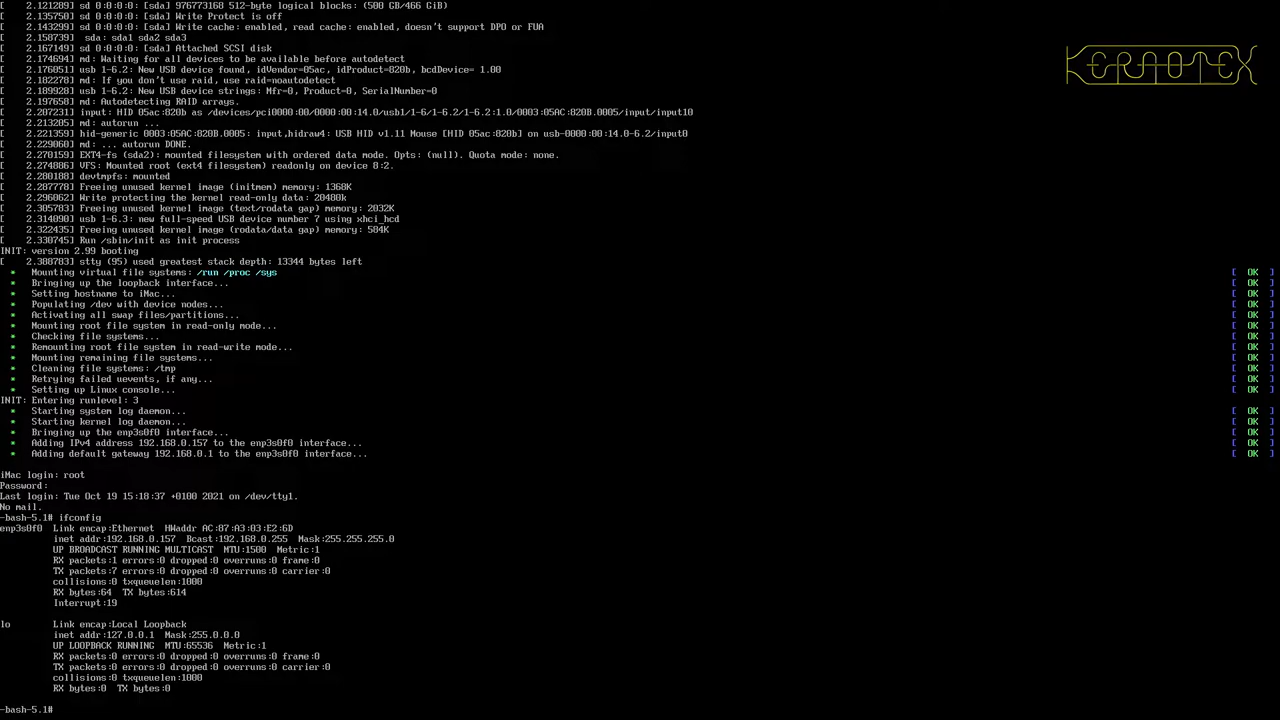 [    2.121289] sd 0:0:0:0: [sda] 976773168 512-byte logical blocks: (500 GB/466 GiB)
[    2.135750] sd 0:0:0:0: [sda] Write Protect is off
[    2.143299] sd 0:0:0:0: [sda] Write cache: enabled, read cache: enabled, doesn't support DPO or FUA
[    2.158739]  sda: sda1 sda2 sda3
[    2.167149] sd 0:0:0:0: [sda] Attached SCSI disk
[    2.174694] md: Waiting for all devices to be available before autodetect
[    2.176051] usb 1-6.2: New USB device found, idVendor=05ac, idProduct=820b, bcdDevice= 1.00
[    2.182278] md: If you don't use raid, use raid=noautodetect
[    2.189928] usb 1-6.2: New USB device strings: Mfr=0, Product=0, SerialNumber=0
[    2.197658] md: Autodetecting RAID arrays.
[    2.207231] input: HID 05ac:820b as /devices/pci0000:00/0000:00:14.0/usb1/1-6/1-6.2/1-6.2:1.0/0003:05AC:820B.0005/input/input10
[    2.213205] md: autorun ...
[    2.221359] hid-generic 0003:05AC:820B.0005: input,hidraw4: USB HID v1.11 Mouse [HID 05ac:820b] on usb-0000:00:14.0-6.2/input0
[    2.229060] md: ... autorun DONE.
[    2.270159] EXT4-fs (sda2): mounted filesystem with ordered data mode. Opts: (null). Quota mode: none.
[    2.274886] VFS: Mounted root (ext4 filesystem) readonly on device 8:2.
[    2.280188] devtmpfs: mounted
[    2.287778] Freeing unused kernel image (initmem) memory: 1368K
[    2.296062] Write protecting the kernel read-only data: 20480k
[    2.305783] Freeing unused kernel image (text/rodata gap) memory: 2032K
[    2.314090] usb 1-6.3: new full-speed USB device number 7 using xhci_hcd
[    2.322435] Freeing unused kernel image (rodata/data gap) memory: 504K
[    2.330745] Run /sbin/init as init process
INIT: version 2.99 booting
[    2.388783] stty (95) used greatest stack depth: 13344 bytes left
* Mounting virtual file systems: /run /proc /sys [ OK ]
* Bringing up the loopback interface... [ OK ]
* Setting hostname to iMac... [ OK ]
* Populating /dev with device nodes... [ OK ]
* Activating all swap files/partitions... [ OK ]
* Mounting root file system in read-only mode... [ OK ]
* Checking file systems... [ OK ]
* Remounting root file system in read-write mode... [ OK ]
* Mounting remaining file systems... [ OK ]
* Cleaning file systems: /tmp [ OK ]
* Retrying failed uevents, if any... [ OK ]
* Setting up Linux console... [ OK ]
INIT: Entering runlevel: 3
* Starting system log daemon... [ OK ]
* Starting kernel log daemon... [ OK ]
* Bringing up the enp3s0f0 interface... [ OK ]
* Adding IPv4 address 192.168.0.157 to the enp3s0f0 interface... [ OK ]
* Adding default gateway 192.168.0.1 to the enp3s0f0 interface... [ OK ]
iMac login: root
Password:
Last login: Tue Oct 19 15:18:37 +0100 2021 on /dev/tty1.
No mail.
-bash-5.1# ifconfig
enp3s0f0  Link encap:Ethernet  HWaddr AC:87:A3:03:E2:6D
inet addr:192.168.0.157  Bcast:192.168.0.255  Mask:255.255.255.0
UP BROADCAST RUNNING MULTICAST  MTU:1500  Metric:1
RX packets:1 errors:0 dropped:0 overruns:0 frame:0
TX packets:7 errors:0 dropped:0 overruns:0 carrier:0
collisions:0 txqueuelen:1000
RX bytes:64  TX bytes:614
Interrupt:19
lo        Link encap:Local Loopback
inet addr:127.0.0.1  Mask:255.0.0.0
UP LOOPBACK RUNNING  MTU:65536  Metric:1
RX packets:0 errors:0 dropped:0 overruns:0 frame:0
TX packets:0 errors:0 dropped:0 overruns:0 carrier:0
collisions:0 txqueuelen:1000
RX bytes:0  TX bytes:0
-bash-5.1#
KERAOTEX